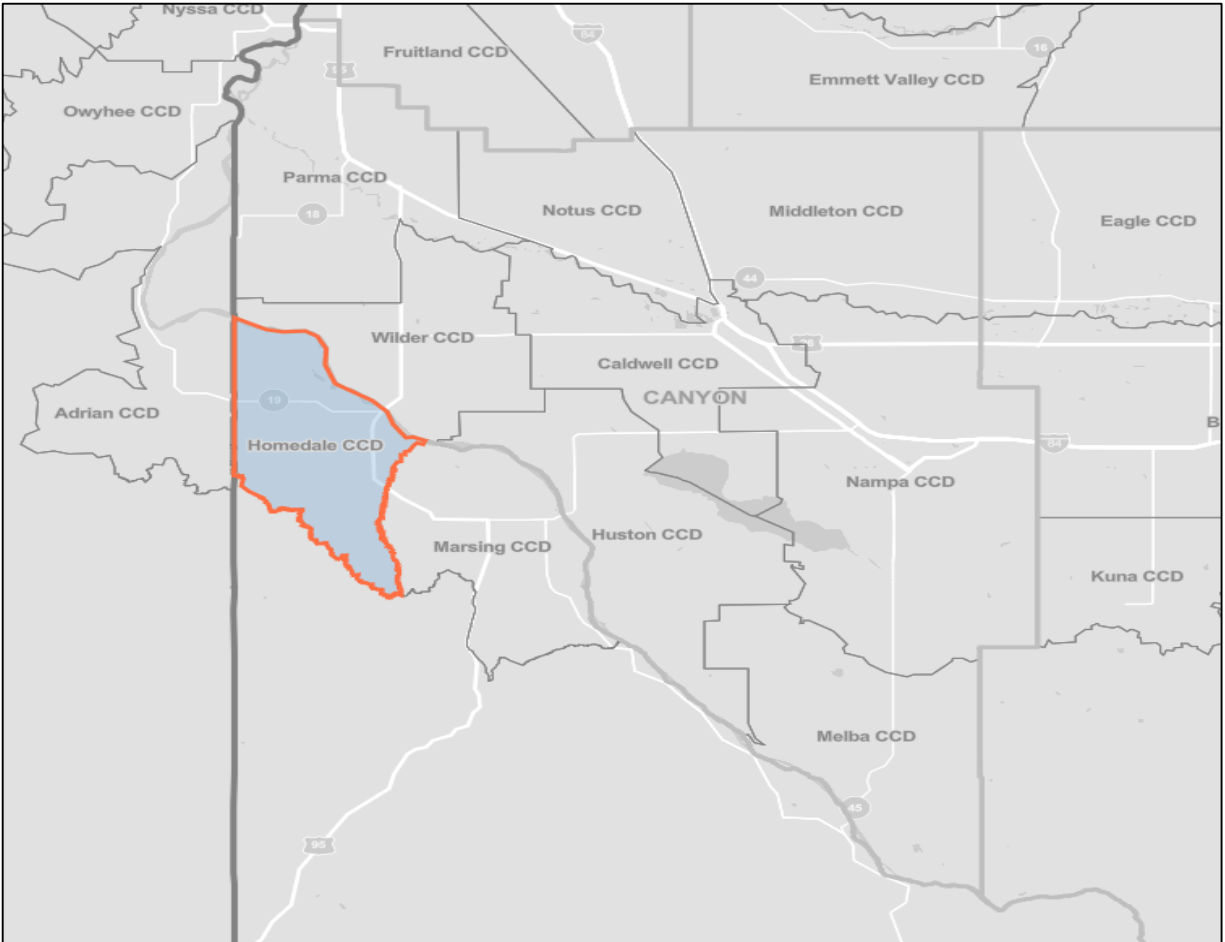 Nyssa CCD
84
16
Fruitland CCD
95
Emmett Valley CCD
Owyhee CCD
Parma CCD
18
Notus CCD
Middleton CCD
Eagle CCD
44
Wilder CCD
Caldwell CCD
CANYON
19
Adrian CCD
Homedale CCD
B
84
Nampa CCD
Marsing CCD
Huston CCD
Kuna CCD
Melba CCD
45
95